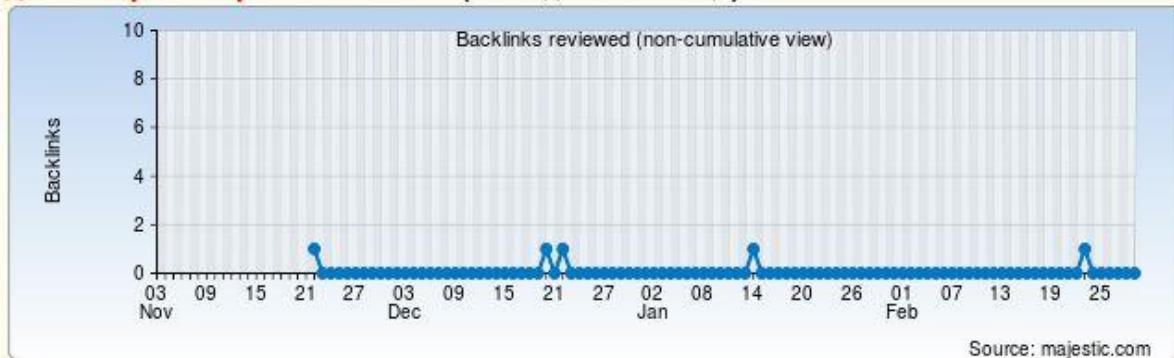 Backlinks reviewed (non-cumulative view)
Backlinks
10
8
6
4
2
0
03 09 15 21 27 03 09 15 21 27 02 08 14 20 26 01 07 13 19 25
Nov Dec Jan Feb
Source: majestic.com